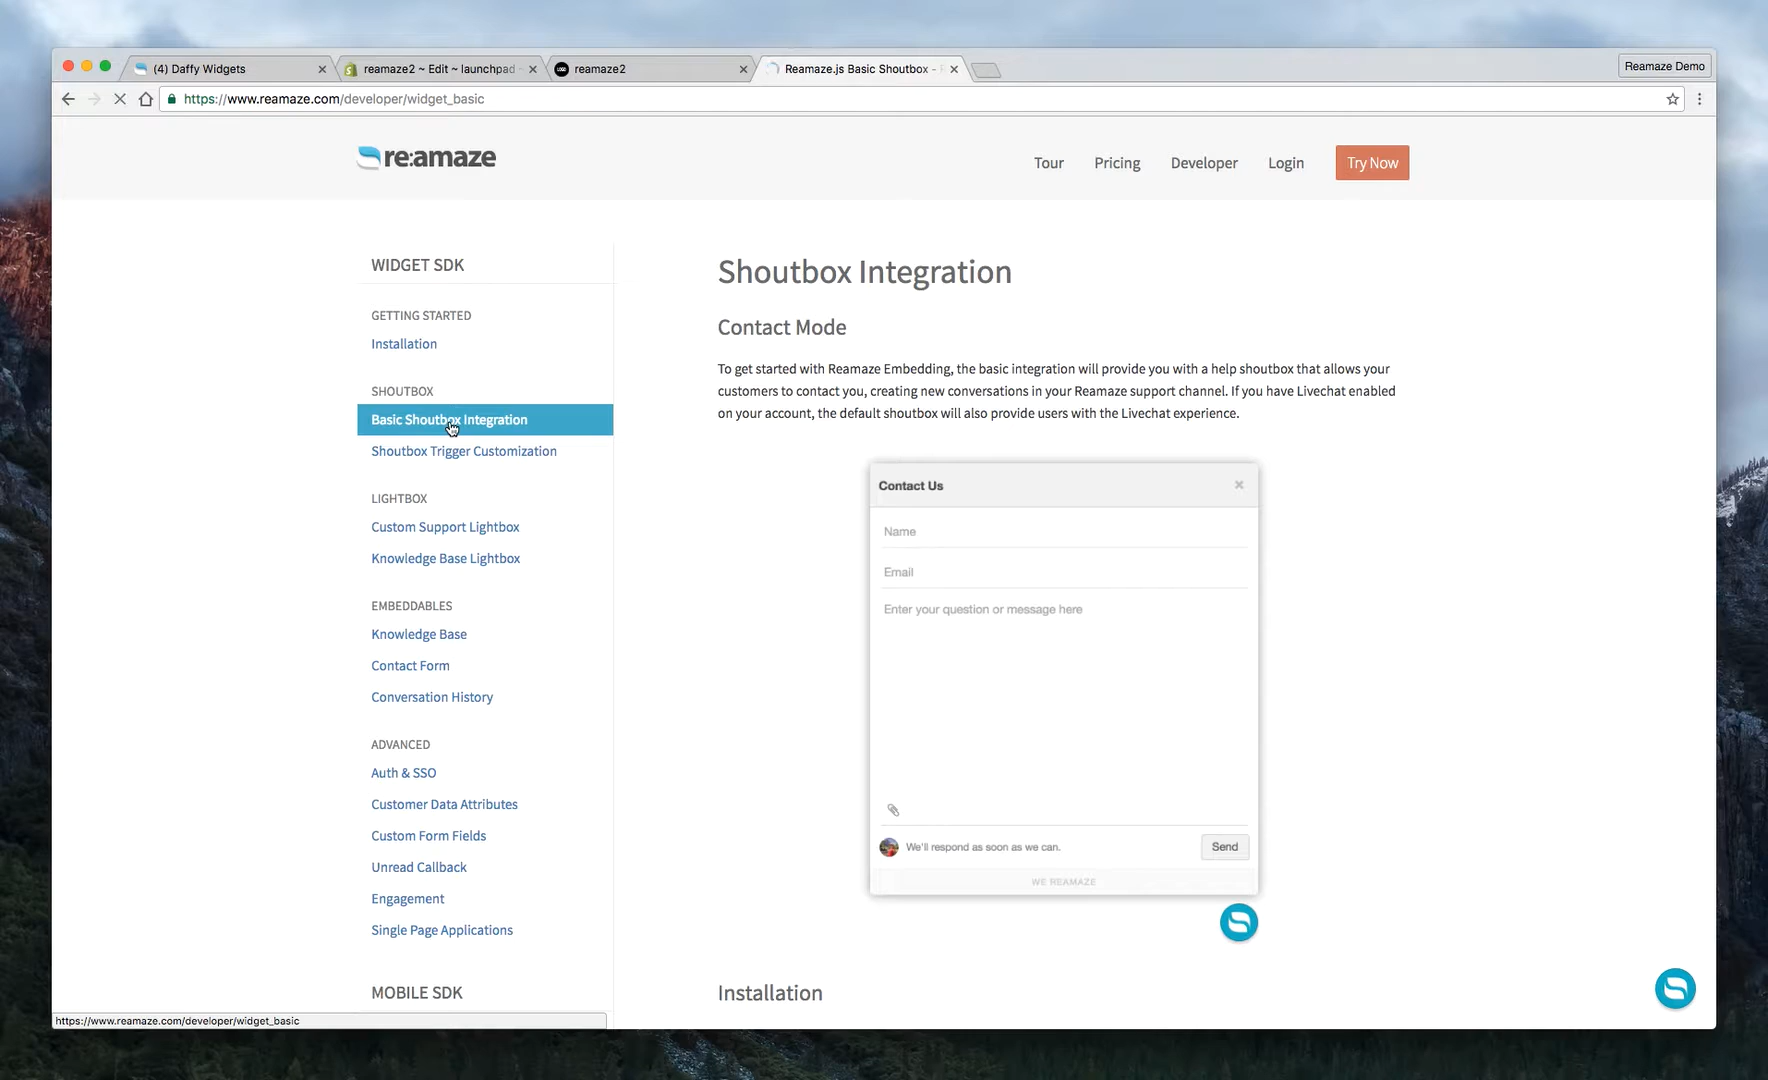 (4) Daffy Widgets
reamaze2 ~ Edit ~ launchpad
reamaze2
Reamaze.js Basic Shoutbox -
Reamaze Demo
https://www.reamaze.com/developer/widget_basic
re:amaze
Tour
Pricing
Developer
Login
Try Now
WIDGET SDK
GETTING STARTED
Installation
SHOUTBOX
Basic Shoutbox Integration
Shoutbox Trigger Customization
LIGHTBOX
Custom Support Lightbox
Knowledge Base Lightbox
EMBEDDABLES
Knowledge Base
Contact Form
Conversation History
ADVANCED
Auth & SSO
Customer Data Attributes
Custom Form Fields
Unread Callback
Engagement
Single Page Applications
MOBILE SDK
Shoutbox Integration
Contact Mode
To get started with Reamaze Embedding, the basic integration will provide you with a help shoutbox that allows your
customers to contact you, creating new conversations in your Reamaze support channel. If you have Livechat enabled
on your account, the default shoutbox will also provide users with the Livechat experience.
Contact Us
Name
Email
Enter your question or message here
We'll respond as soon as we can.
Send
WE REAMAZE
Installation
https://www.reamaze.com/developer/widget_basic